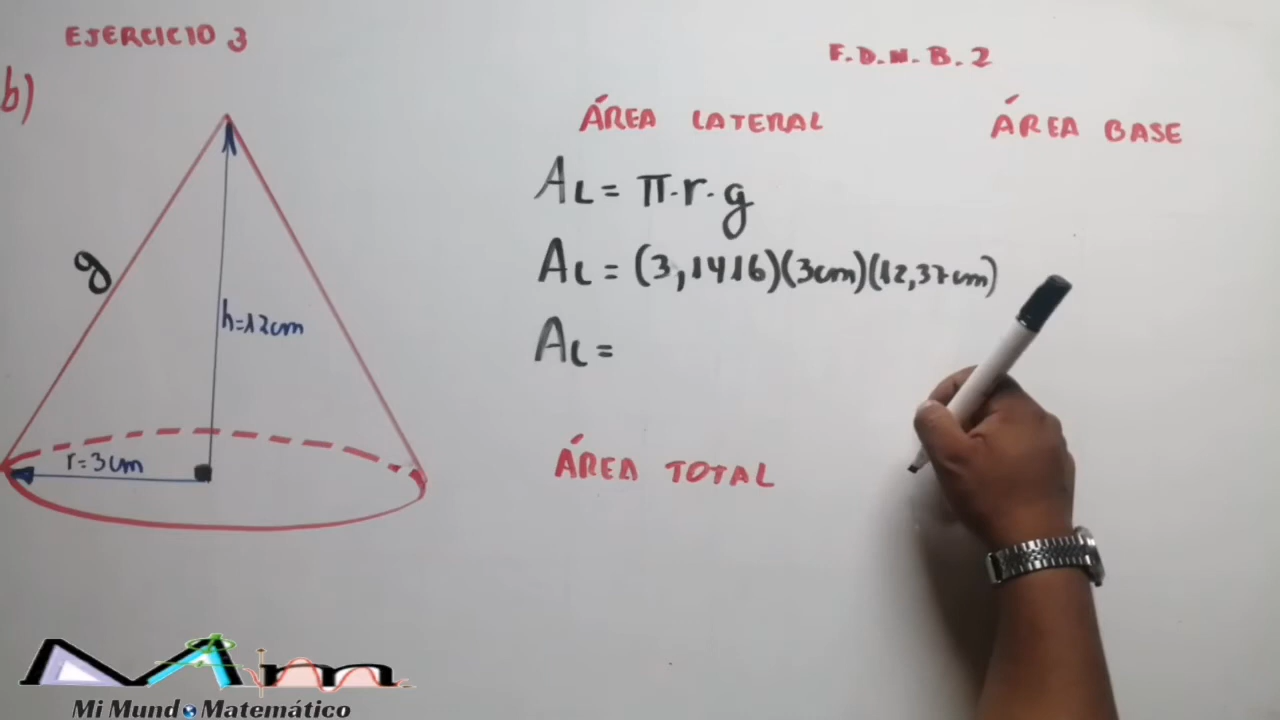 EJERCICIO 3
F.D.N.B.2
b)
ÁREA LATERAL
ÁREA BASE
AL = π·r·g
AL = (3,1416)(3cm)(12,37cm)
AL =
g
h=12cm
r=3cm
ÁREA TOTAL
Mim
Mi Mundo Matemático